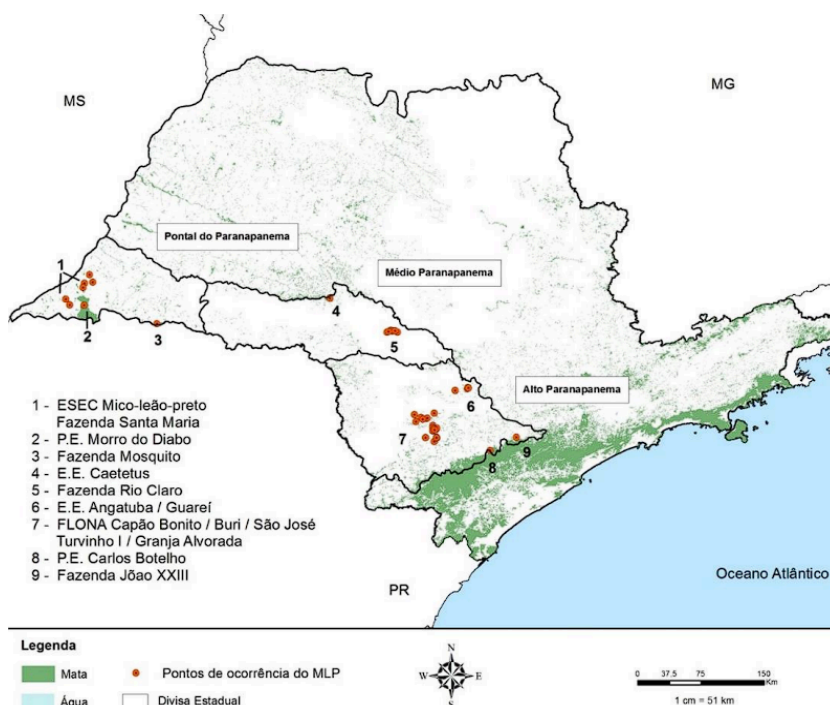 MS
MG
Pontal do Paranapanema
Médio Paranapanema
1
2
3
4
5
Alto Paranapanema
6
7
8
9
1 - ESEC Mico-leão-preto
Fazenda Santa Maria
2 - P.E. Morro do Diabo
3 - Fazenda Mosquito
4 - E.E. Caetetus
5 - Fazenda Rio Claro
6 - E.E. Angatuba / Guareí
7 - FLONA Capão Bonito / Buri / São José
Turvinho I / Granja Alvorada
8 - P.E. Carlos Botelho
9 - Fazenda Jõao XXIII
PR
Oceano Atlântico
Legenda
Mata
Pontos de ocorrência do MLP
Água
Divisa Estadual
N
W
E
S
0 37.5 75 150
Km
1 cm = 51 km